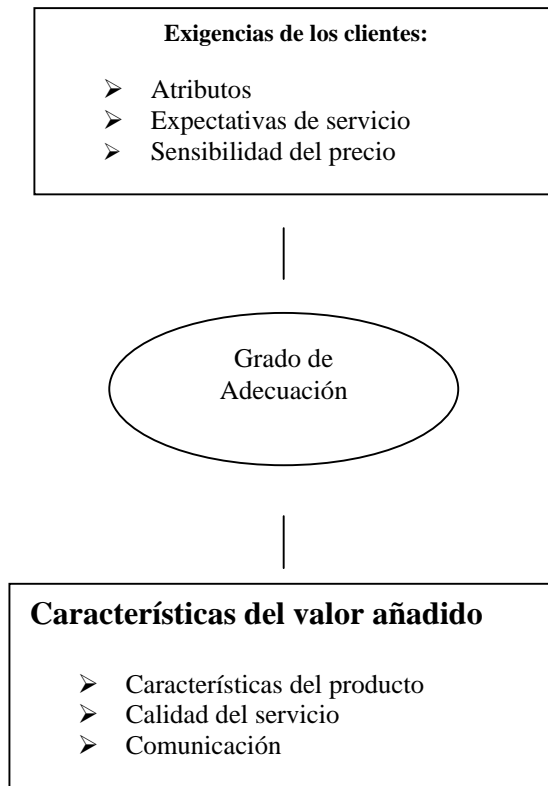 Exigencias de los clientes:
➢ Atributos
➢ Expectativas de servicio
➢ Sensibilidad del precio
Grado de
Adecuación
Características del valor añadido
➢ Características del producto
➢ Calidad del servicio
➢ Comunicación